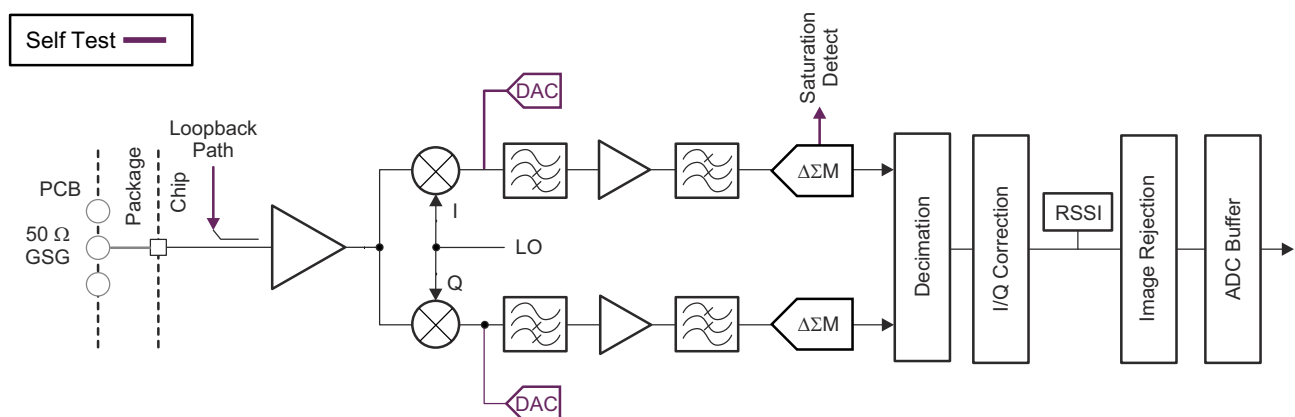 Self Test
DAC
Saturation
Detect
Loopback
Path
PCB
Package
Chip
50 Ω
GSG
I
LO
Q
ΔΣM
Decimation
I/Q Correction
RSSI
Image Rejection
ADC Buffer
ΔΣM
DAC